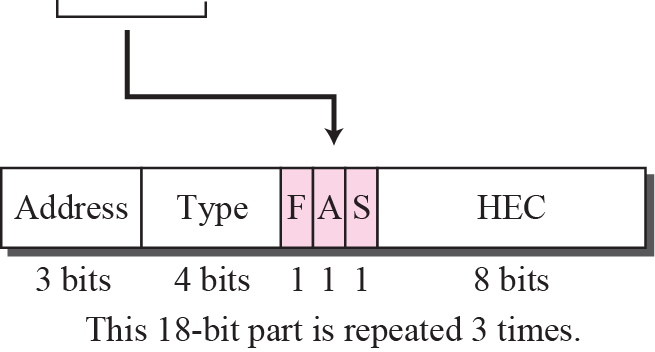 Address Type F A S HEC
3 bits 4 bits 1 1 1 8 bits
This 18-bit part is repeated 3 times.